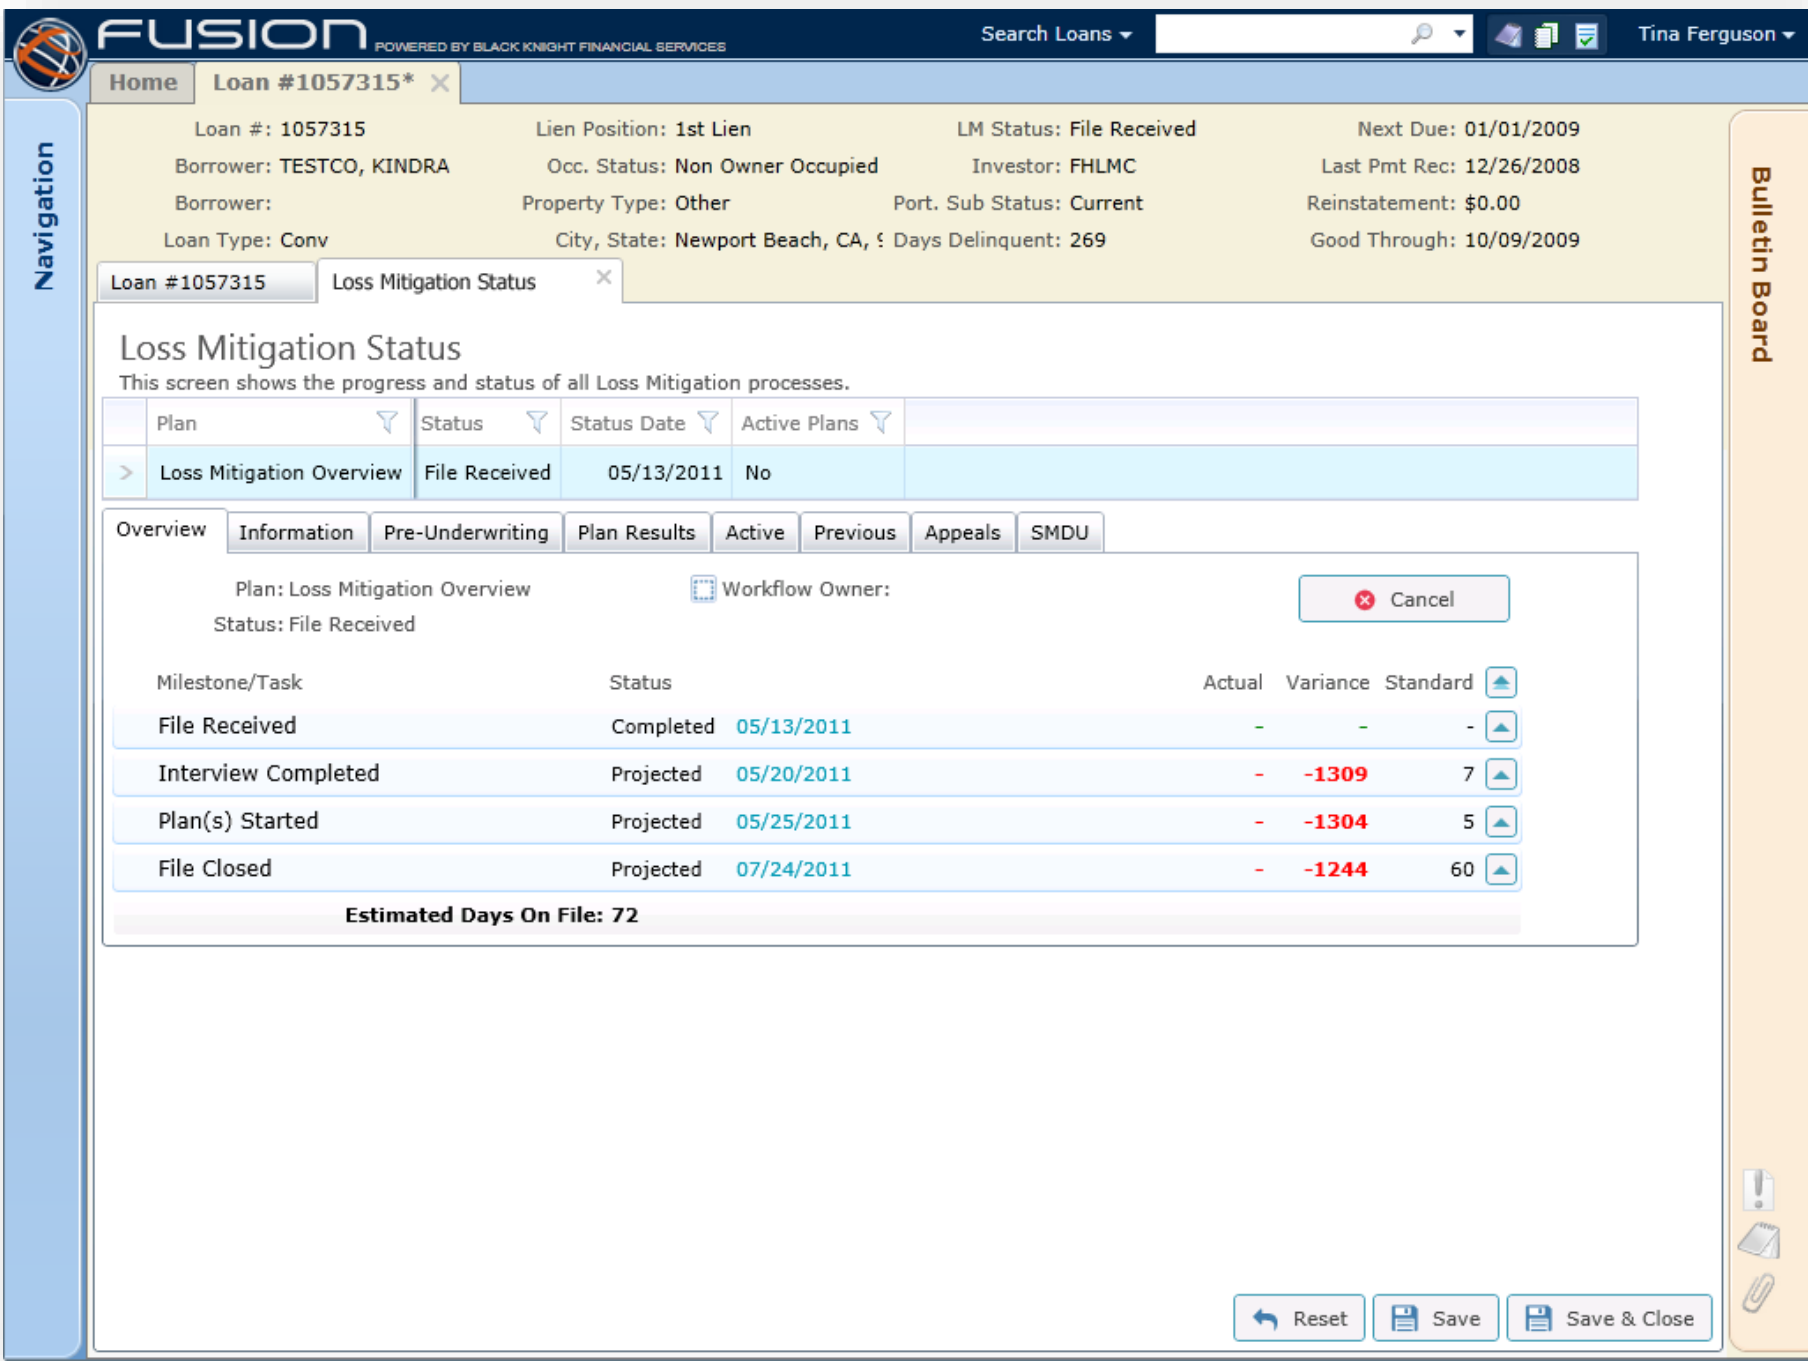 FUSION POWERED BY BLACK KNIGHT FINANCIAL SERVICES Search Loans Tina Ferguson
Home Loan #1057315*
Navigation
Bulletin Board
Loan #: 1057315 Lien Position: 1st Lien LM Status: File Received Next Due: 01/01/2009
Borrower: TESTCO, KINDRA Occ. Status: Non Owner Occupied Investor: FHLMC Last Pmt Rec: 12/26/2008
Borrower: Property Type: Other Port. Sub Status: Current Reinstatement: $0.00
Loan Type: Conv City, State: Newport Beach, CA, Days Delinquent: 269 Good Through: 10/09/2009
Loan #1057315 Loss Mitigation Status
Loss Mitigation Status
This screen shows the progress and status of all Loss Mitigation processes.
Plan Status Status Date Active Plans
Loss Mitigation Overview File Received 05/13/2011 No
Overview Information Pre-Underwriting Plan Results Active Previous Appeals SMDU
Plan: Loss Mitigation Overview Workflow Owner: Cancel
Status: File Received
Milestone/Task Status Actual Variance Standard
File Received Completed 05/13/2011 - - -
Interview Completed Projected 05/20/2011 - -1309 7
Plan(s) Started Projected 05/25/2011 - -1304 5
File Closed Projected 07/24/2011 - -1244 60
Estimated Days On File: 72
Reset Save Save & Close